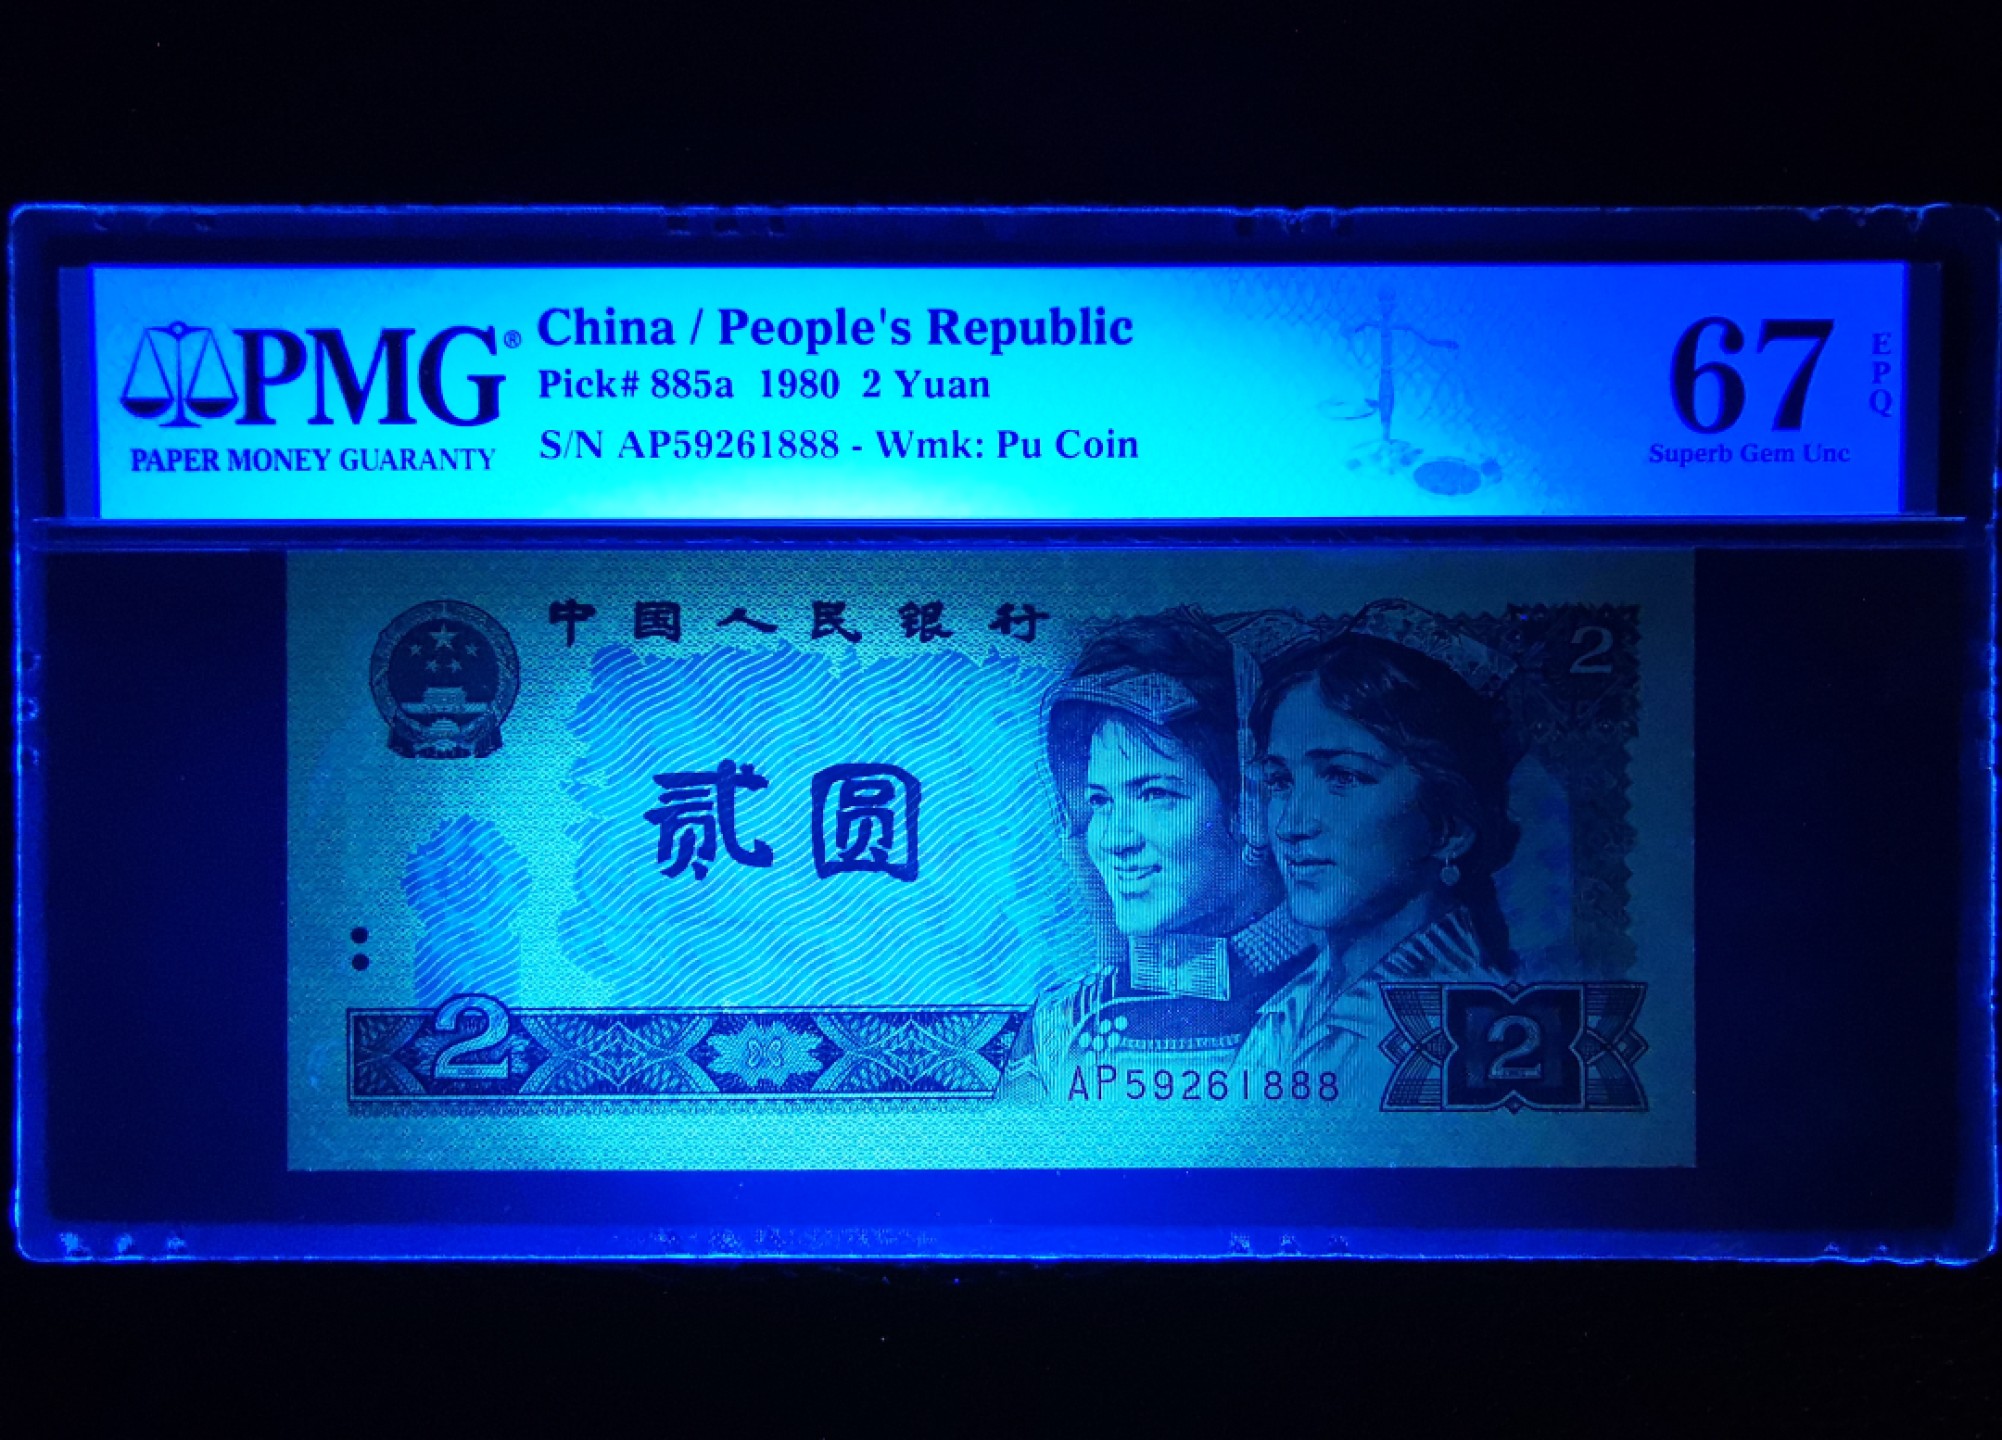 PMG®
PAPER MONEY GUARANTY
China / People's Republic
Pick# 885a 1980 2 Yuan
S/N AP59261888 - Wmk: Pu Coin
67
EPQ
Superb Gem Unc
中国人民银行
2
贰圆
2
2
AP59261888